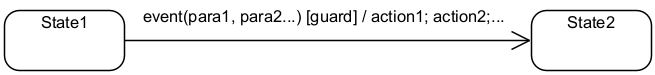 State1
event(para1, para2...) [guard] / action1; action2;...
State2